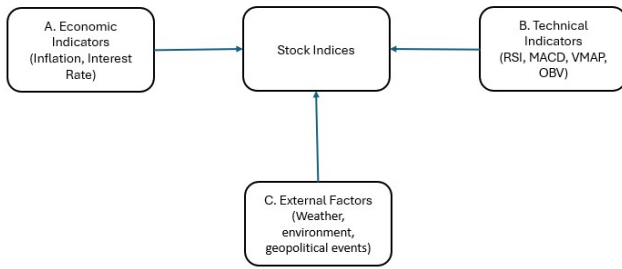 A. Economic
Indicators
(Inflation, Interest
Rate)
Stock Indices
B. Technical
Indicators
(RSI, MACD, VMAP,
OBV)
C. External Factors
(Weather,
environment,
geopolitical events)